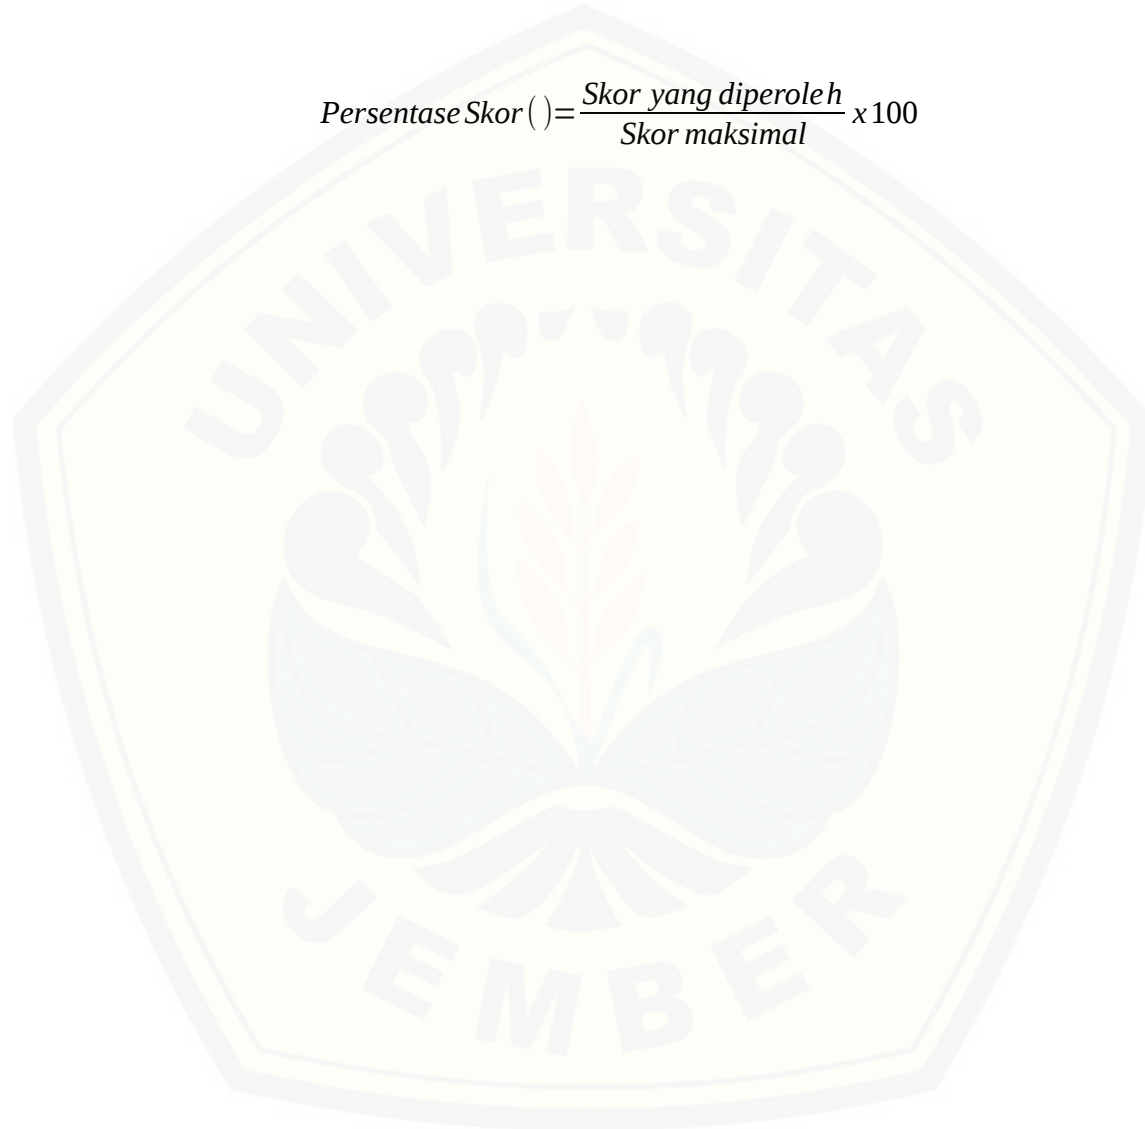 Persentase Skor ( ) = Skor yang diperoleh / Skor maksimal x 100
UNIVERSITAS
JEMBER